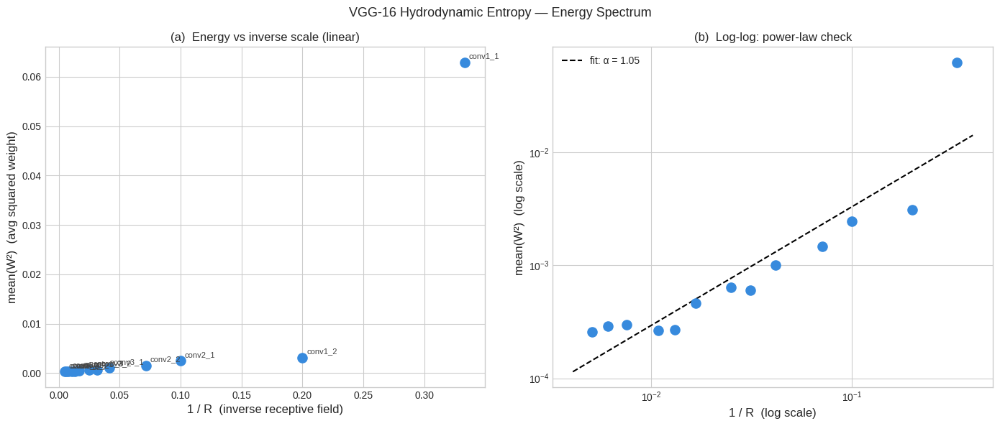 VGG-16 Hydrodynamic Entropy — Energy Spectrum
(a)  Energy vs inverse scale (linear)
mean(W²)  (avg squared weight)
0.06
0.05
0.04
0.03
0.02
0.01
0.00
conv1_1
conv1_2
conv2_1
conv2_2
conv3_1
0.00 0.05 0.10 0.15 0.20 0.25 0.30
1 / R  (inverse receptive field)
(b)  Log-log: power-law check
fit: α = 1.05
mean(W²)  (log scale)
10⁻²
10⁻³
10⁻⁴
10⁻² 10⁻¹
1 / R  (log scale)